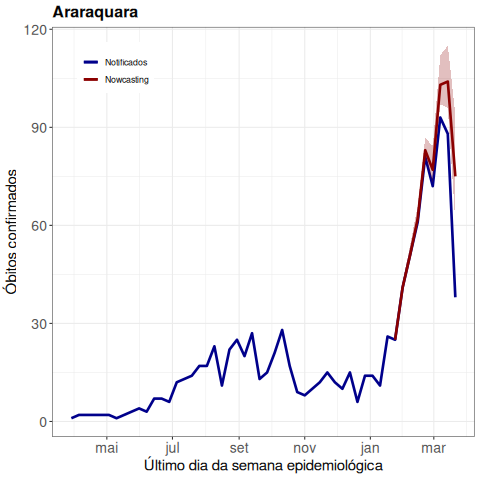 Araraquara
Óbitos confirmados
120
90
60
30
0
Notificados
Nowcasting
mai jul set nov jan mar
Último dia da semana epidemiológica